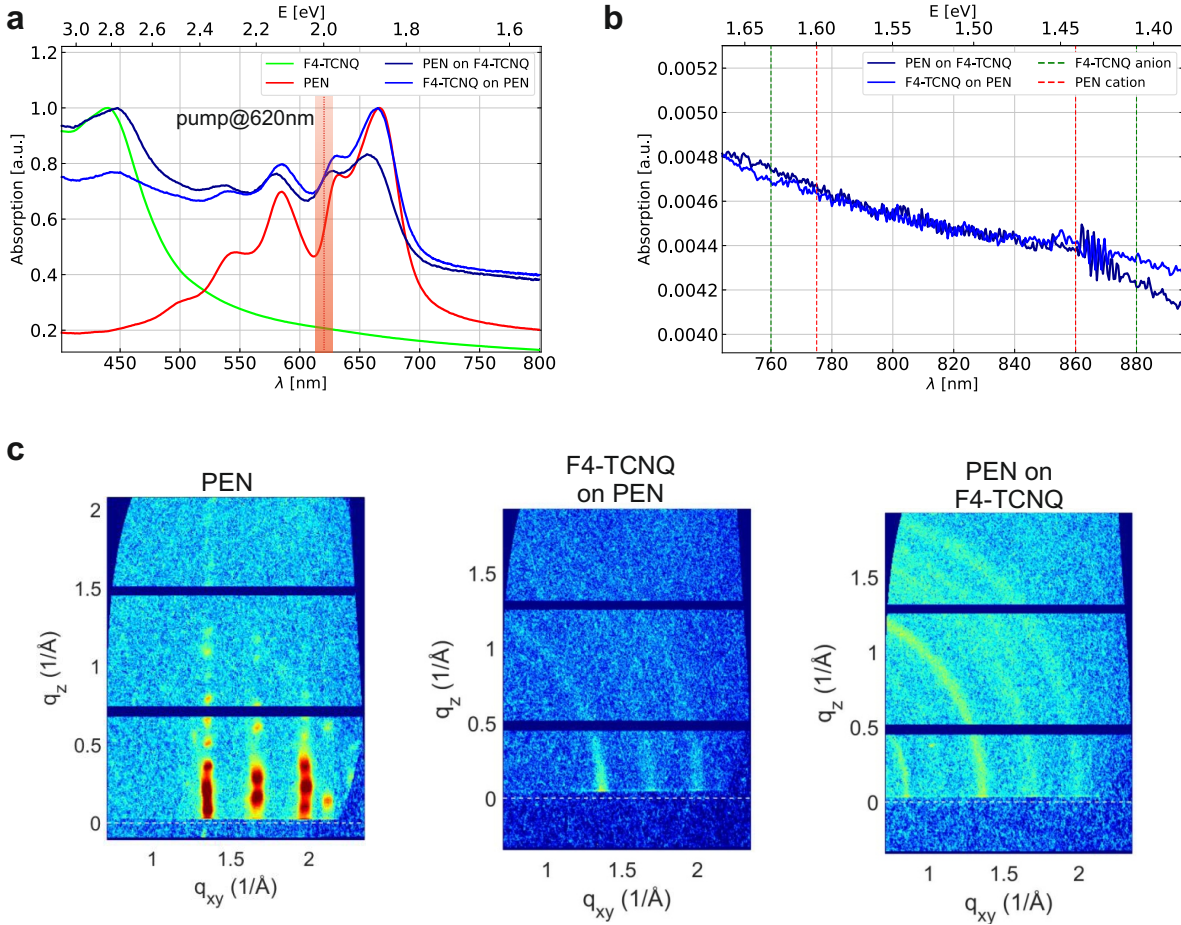 a
E [eV]
3.0 2.8 2.6 2.4 2.2 2.0 1.8 1.6
F4-TCNQ
PEN
PEN on F4-TCNQ
F4-TCNQ on PEN
pump@620nm
Absorption [a.u.]
1.2
1.0
0.8
0.6
0.4
0.2
450 500 550 600 650 700 750 800
λ [nm]
b
E [eV]
1.65 1.60 1.55 1.50 1.45 1.40
PEN on F4-TCNQ
F4-TCNQ on PEN
F4-TCNQ anion
PEN cation
Absorption [a.u.]
0.0052
0.0050
0.0048
0.0046
0.0044
0.0042
0.0040
760 780 800 820 840 860 880
λ [nm]
c
PEN
q_z (1/Å)
2
1.5
1
0.5
0
1 1.5 2
q_xy (1/Å)
F4-TCNQ
on PEN
q_z (1/Å)
1.5
1
0.5
0
1 1.5 2
q_xy (1/Å)
PEN on
F4-TCNQ
q_z (1/Å)
1.5
1
0.5
0
1 1.5 2
q_xy (1/Å)